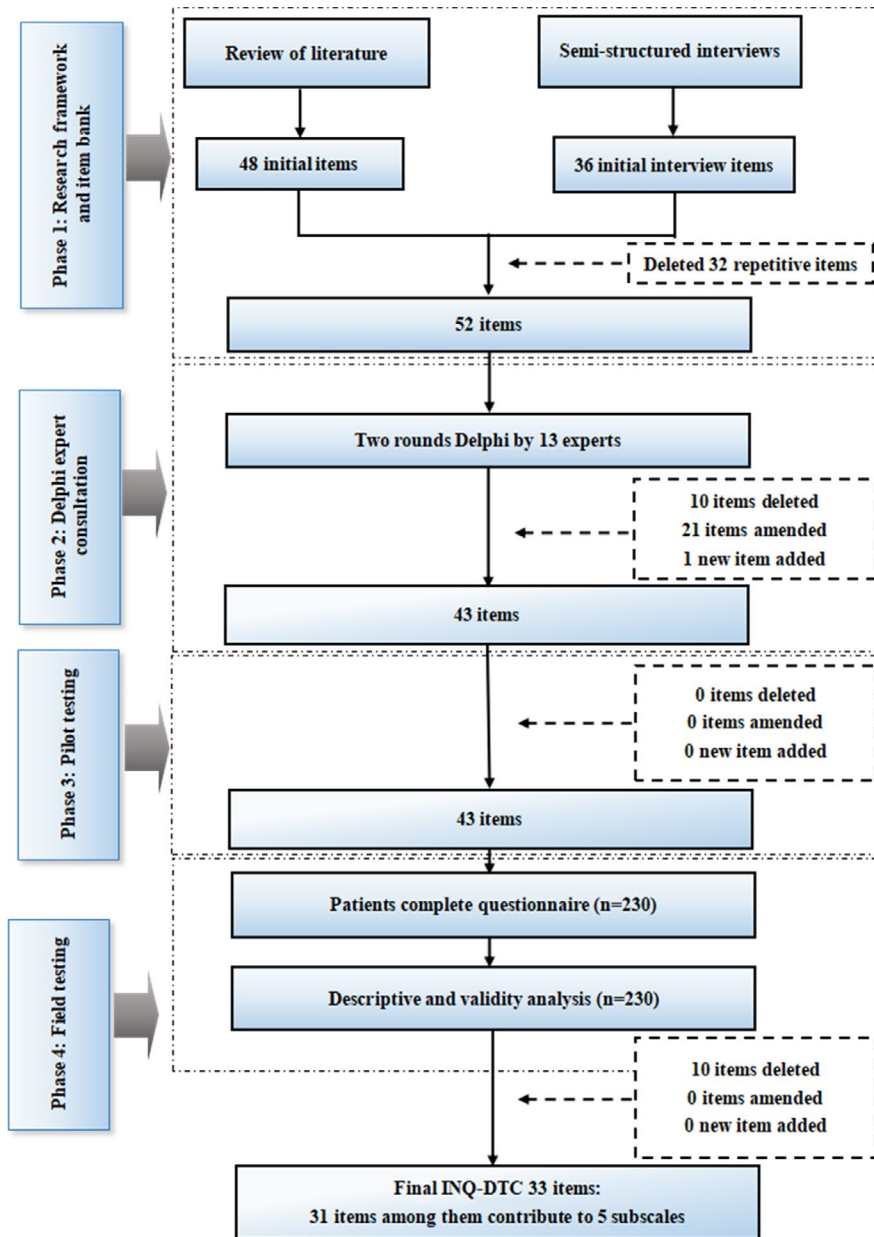 Phase 1: Research framework
and item bank
Review of literature
Semi-structured interviews
48 initial items
36 initial interview items
Deleted 32 repetitive items
52 items
Phase 2: Delphi expert
consultation
Two rounds Delphi by 13 experts
10 items deleted
21 items amended
1 new item added
43 items
Phase 3: Pilot testing
0 items deleted
0 items amended
0 new item added
43 items
Phase 4: Field testing
Patients complete questionnaire (n=230)
Descriptive and validity analysis (n=230)
10 items deleted
0 items amended
0 new item added
Final INQ-DTC 33 items:
31 items among them contribute to 5 subscales